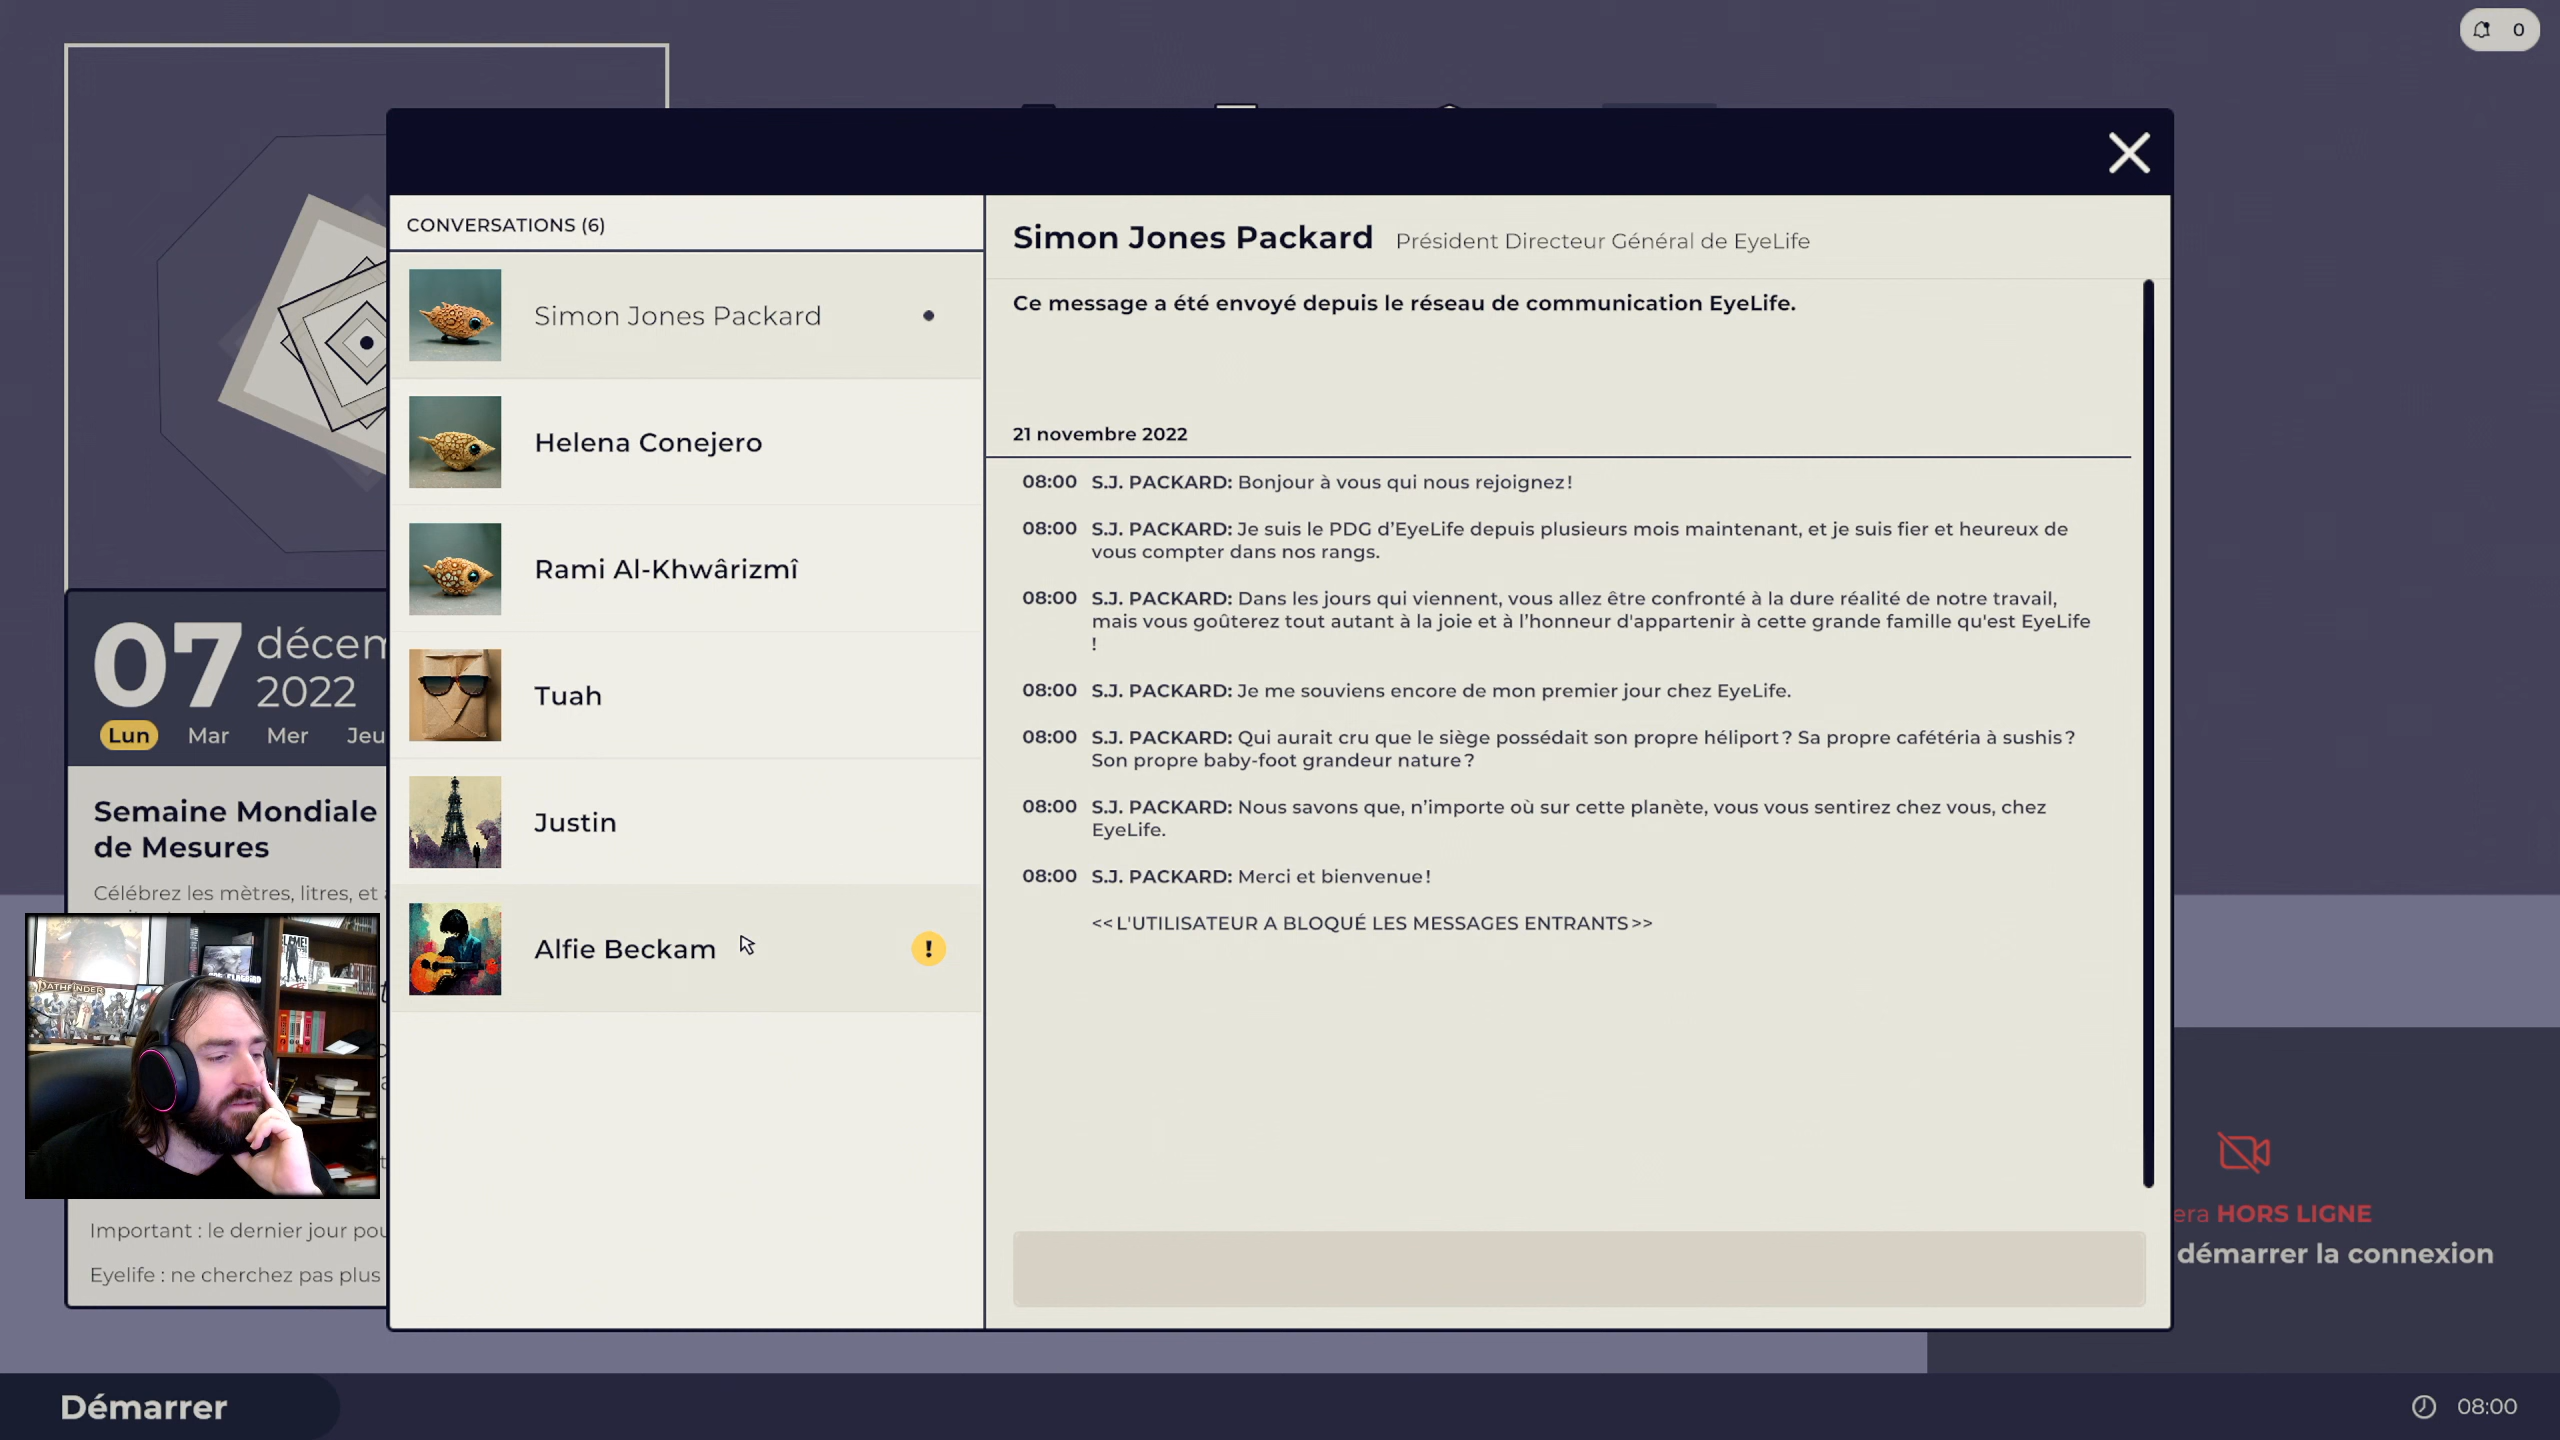 0
CONVERSATIONS (6)
Simon Jones Packard
Helena Conejero
Rami Al-Khwârizmî
Tuah
Justin
Alfie Beckam
!
Simon Jones Packard Président Directeur Général de EyeLife
Ce message a été envoyé depuis le réseau de communication EyeLife.
21 novembre 2022
08:00 S.J. PACKARD: Bonjour à vous qui nous rejoignez !
08:00 S.J. PACKARD: Je suis le PDG d’EyeLife depuis plusieurs mois maintenant, et je suis fier et heureux de
vous compter dans nos rangs.
08:00 S.J. PACKARD: Dans les jours qui viennent, vous allez être confronté à la dure réalité de notre travail,
mais vous goûterez tout autant à la joie et à l’honneur d'appartenir à cette grande famille qu'est EyeLife
!
08:00 S.J. PACKARD: Je me souviens encore de mon premier jour chez EyeLife.
08:00 S.J. PACKARD: Qui aurait cru que le siège possédait son propre héliport ? Sa propre cafétéria à sushis ?
Son propre baby-foot grandeur nature ?
08:00 S.J. PACKARD: Nous savons que, n’importe où sur cette planète, vous vous sentirez chez vous, chez
EyeLife.
08:00 S.J. PACKARD: Merci et bienvenue !
<< L'UTILISATEUR A BLOQUÉ LES MESSAGES ENTRANTS >>
07 décem
2022
Lun Mar Mer Jeu
Semaine Mondiale
de Mesures
Célébrez les mètres, litres, et
PATHFINDER
Important : le dernier jour pou
Eyelife : ne cherchez pas plus
era HORS LIGNE
démarrer la connexion
Démarrer
08:00